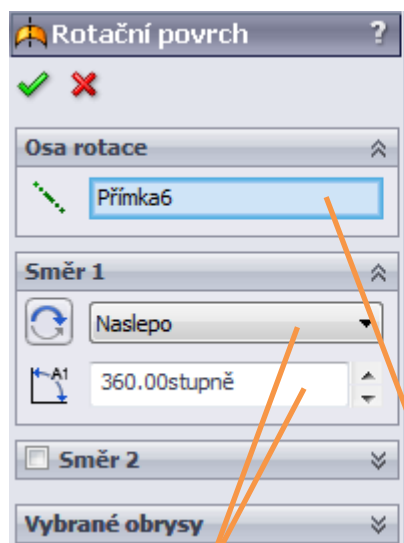 Rotační povrch ?
Osa rotace
Přímka6
Směr 1
Naslepo
A1
360.00stupně
Směr 2
Vybrané obrysy